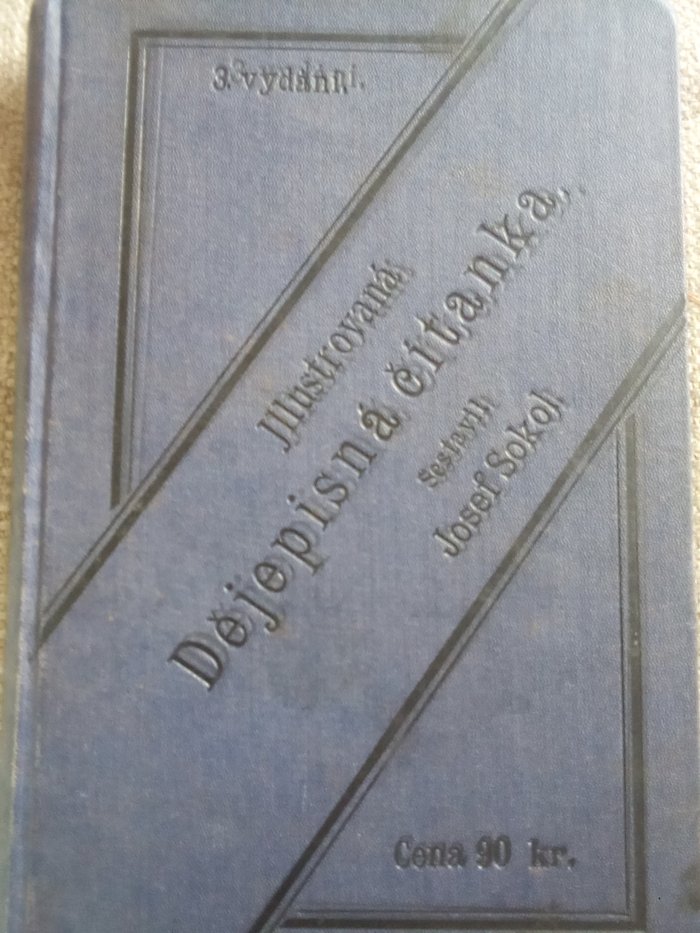 3. vydání.
Illustrovaná
Dějepisná čítanka.
Sestavil
Josef Sokol.
Cena 90 kr.